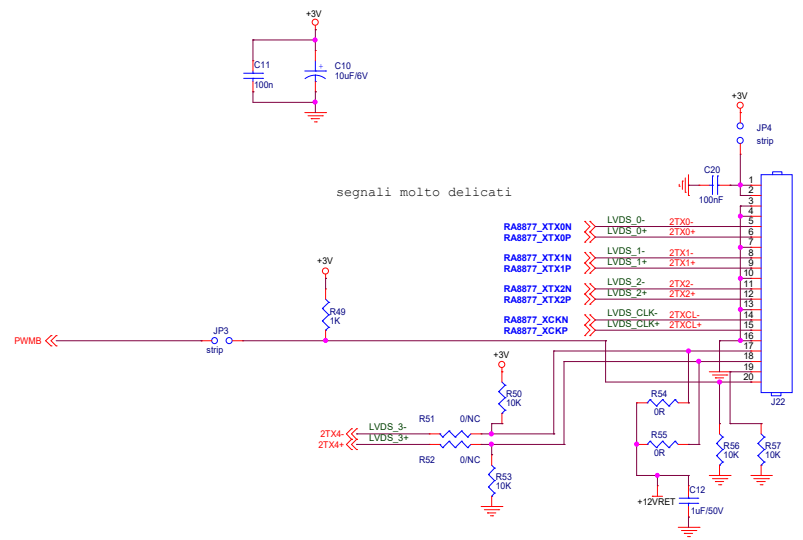 +3V
C11
100n
C10
10uF/6V
+
+3V
JP4
strip
C20
100nF
segnali molto delicati
1
2
3
4
5
6
7
8
9
10
11
12
13
14
15
16
17
18
19
20
J22
RA8877_XTX0N LVDS_0- 2TX0-
RA8877_XTX0P LVDS_0+ 2TX0+
RA8877_XTX1N LVDS_1- 2TX1-
RA8877_XTX1P LVDS_1+ 2TX1+
RA8877_XTX2N LVDS_2- 2TX2-
RA8877_XTX2P LVDS_2+ 2TX2+
RA8877_XCKN LVDS_CLK- 2TXCL-
RA8877_XCKP LVDS_CLK+ 2TXCL+
+3V
R49
1K
PWMB
JP3
strip
+3V
R50
10K
R51 0/NC
2TX4- LVDS_3-
2TX4+ LVDS_3+
R52 0/NC
R53
10K
R54
0R
R55
0R
R56
10K
R57
10K
+12VRET
C12
1uF/50V